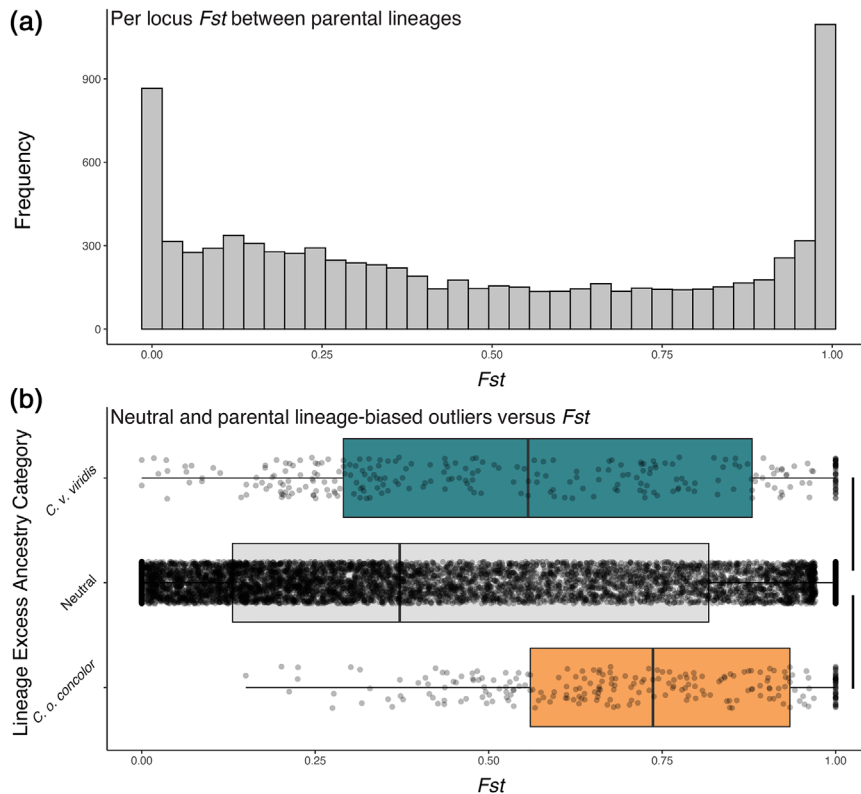 (a)
Per locus Fst between parental lineages
Frequency
900
600
300
0
0.00 0.25 0.50 0.75 1.00
Fst
(b)
Neutral and parental lineage-biased outliers versus Fst
Lineage Excess Ancestry Category
C. v. viridis
Neutral
C. o. concolor
0.00 0.25 0.50 0.75 1.00
Fst